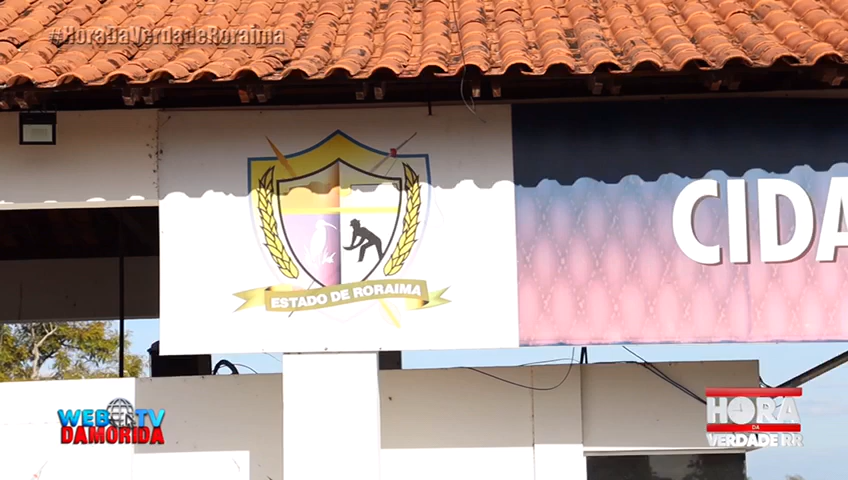 #HoraDaVerdadeRoraima
CIDA
ESTADO DE RORAIMA
WEB TV
DAMORIDA
HORA
DA
VERDADE RR